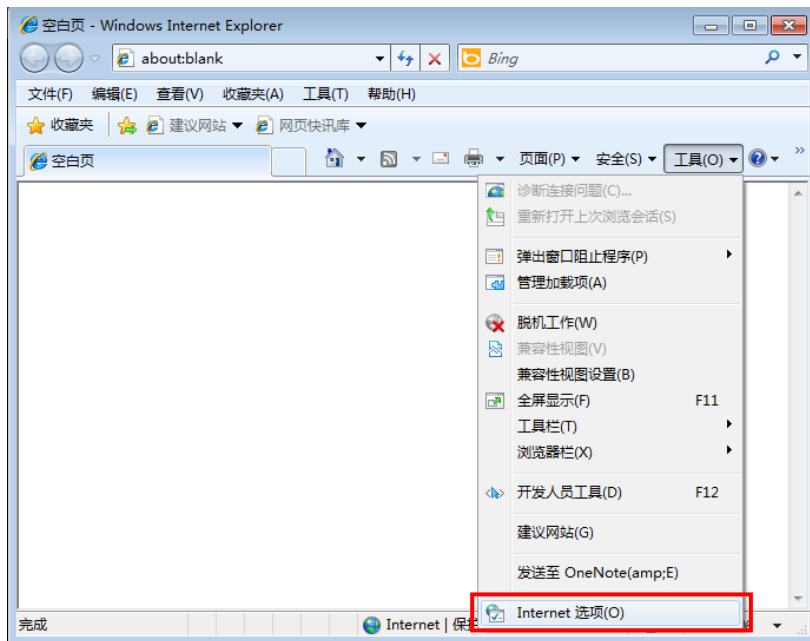 空白页 - Windows Internet Explorer
about:blank Bing
文件(F) 编辑(E) 查看(V) 收藏夹(A) 工具(T) 帮助(H)
收藏夹 建议网站 网页快讯库
空白页 页面(P) 安全(S) 工具(O) »
诊断连接问题(C)...
重新打开上次浏览会话(S)
弹出窗口阻止程序(P)
管理加载项(A)
脱机工作(W)
兼容性视图(V)
兼容性视图设置(B)
全屏显示(F) F11
工具栏(T)
浏览器栏(X)
开发人员工具(D) F12
建议网站(G)
发送至 OneNote(amp;E)
Internet 选项(O)
完成 Internet | 保